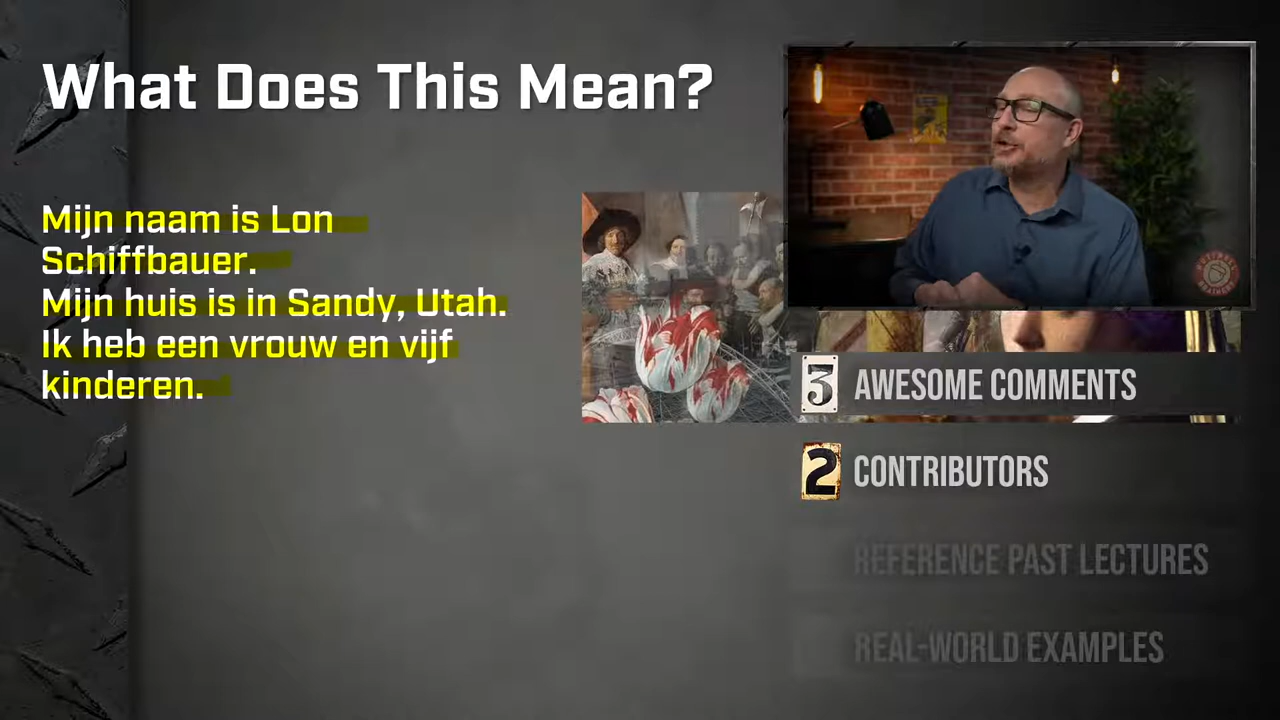 What Does This Mean?
Mijn naam is Lon
Schiffbauer.
Mijn huis is in Sandy, Utah.
Ik heb een vrouw en vijf
kinderen.
3 AWESOME COMMENTS
2 CONTRIBUTORS
REFERENCE PAST LECTURES
REAL-WORLD EXAMPLES